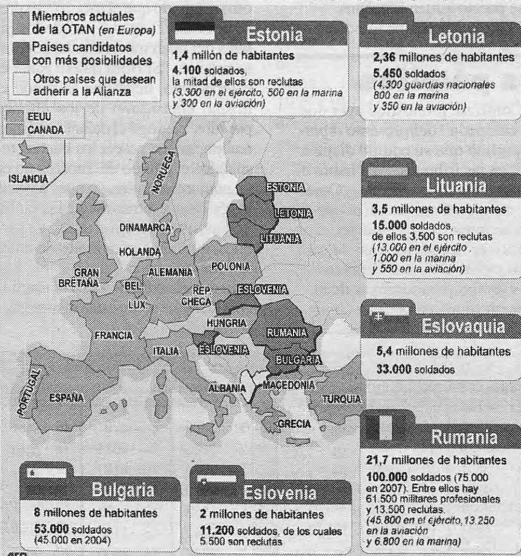 Miembros actuales
de la OTAN (en Europa)
Países candidatos
con más posibilidades
Otros países que desean
adherir a la Alianza
EEUU
CANADA
ISLANDIA
Estonia
1,4 millón de habitantes
4.100 soldados,
la mitad de ellos son reclutas
(3.300 en el ejército, 500 en la marina
y 300 en la aviación)
Letonia
2,36 millones de habitantes
5.450 soldados
(4.300 guardias nacionales
800 en la marina
y 350 en la aviación)
Lituania
3,5 millones de habitantes
15.000 soldados,
de ellos 3.500 son reclutas
(13.000 en el ejército,
1.000 en la marina
y 550 en la aviación)
Eslovaquia
5,4 millones de habitantes
33.000 soldados
Rumania
21,7 millones de habitantes
100.000 soldados (75.000
en 2007). Entre ellos hay
61.500 militares profesionales
y 13.500 reclutas.
(45.800 en el ejército, 13.250
en la aviación
y 6.800 en la marina)
Bulgaria
8 millones de habitantes
53.000 soldados
(45.000 en 2004)
Eslovenia
2 millones de habitantes
11.200 soldados, de los cuales
5.500 son reclutas
NORUEGA
ESTONIA
LETONIA
LITUANIA
DINAMARCA
HOLANDA
GRAN
BRETAÑA
BEL
LUX
ALEMANIA
POLONIA
REP
CHECA
ESLOVENIA
HUNGRIA
FRANCIA
ITALIA
ESLOVENIA
RUMANIA
BULGARIA
PORTUGAL
ESPAÑA
ALBANIA
MACEDONIA
TURQUIA
GRECIA